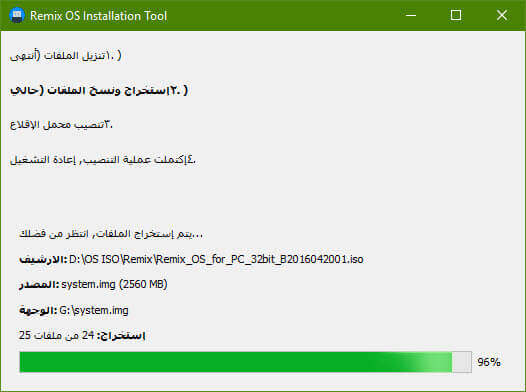 Remix OS Installation Tool
١. تنزيل الملفات (أنتهى)
٢. إستخراج ونسخ الملفات (حالي)
٣. تنصيب محمل الإقلاع
٤. إكتملت عملية التنصيب, إعادة التشغيل
يتم إستخراج الملفات, انتظر من فضلك...
الارشيف: D:\OS ISO\Remix\Remix_OS_for_PC_32bit_B2016042001.iso
المصدر: system.img (2560 MB)
الوجهة: G:\system.img
إستخراج: 24 من ملفات 25
96%